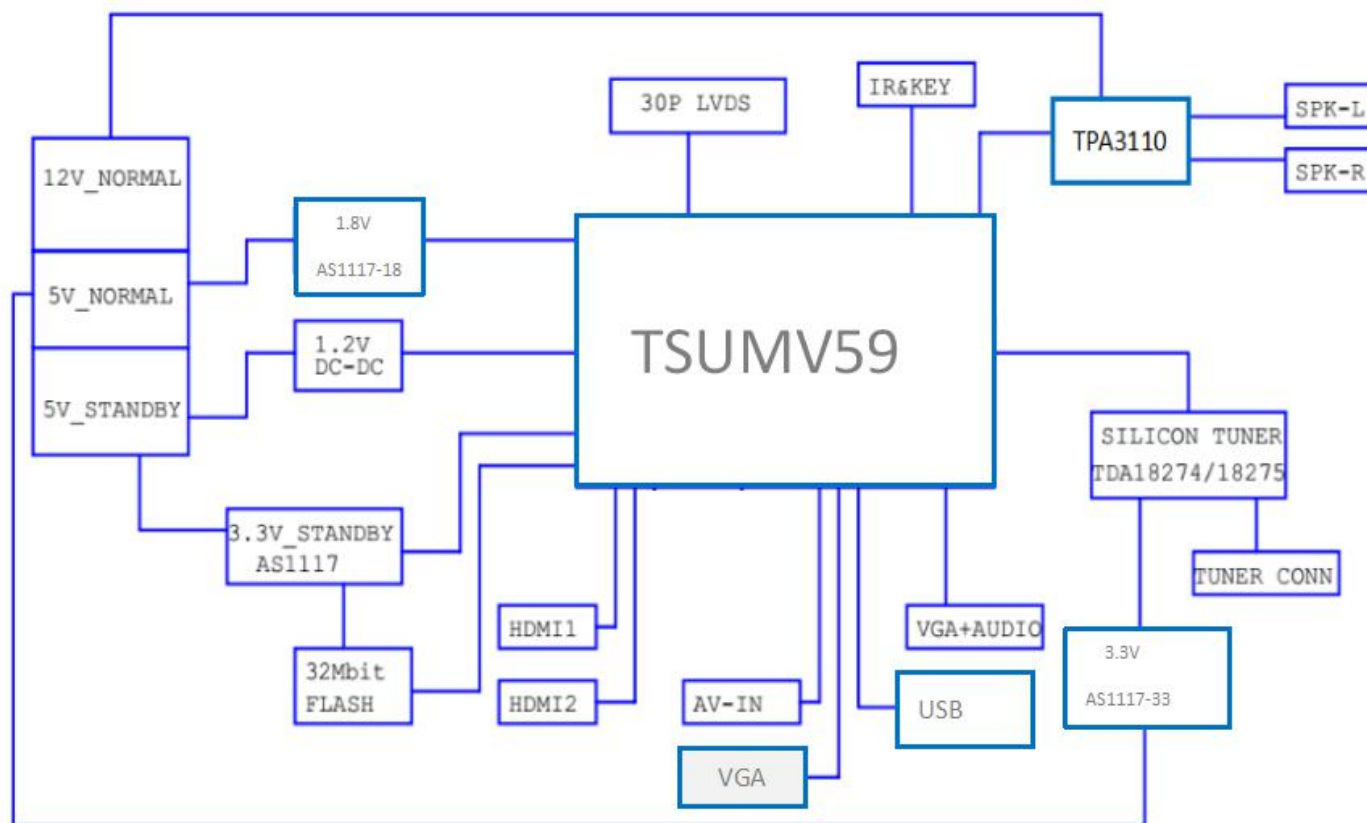 30P LVDS
IR&KEY
TPA3110
SPK-L
SPK-R
12V_NORMAL
5V_NORMAL
5V_STANDBY
1.8V
AS1117-18
1.2V
DC-DC
TSUMV59
SILICON TUNER
TDA18274/18275
TUNER CONN
3.3V_STANDBY
AS1117
32Mbit
FLASH
HDMI1
HDMI2
AV-IN
VGA
VGA+AUDIO
USB
3.3V
AS1117-33